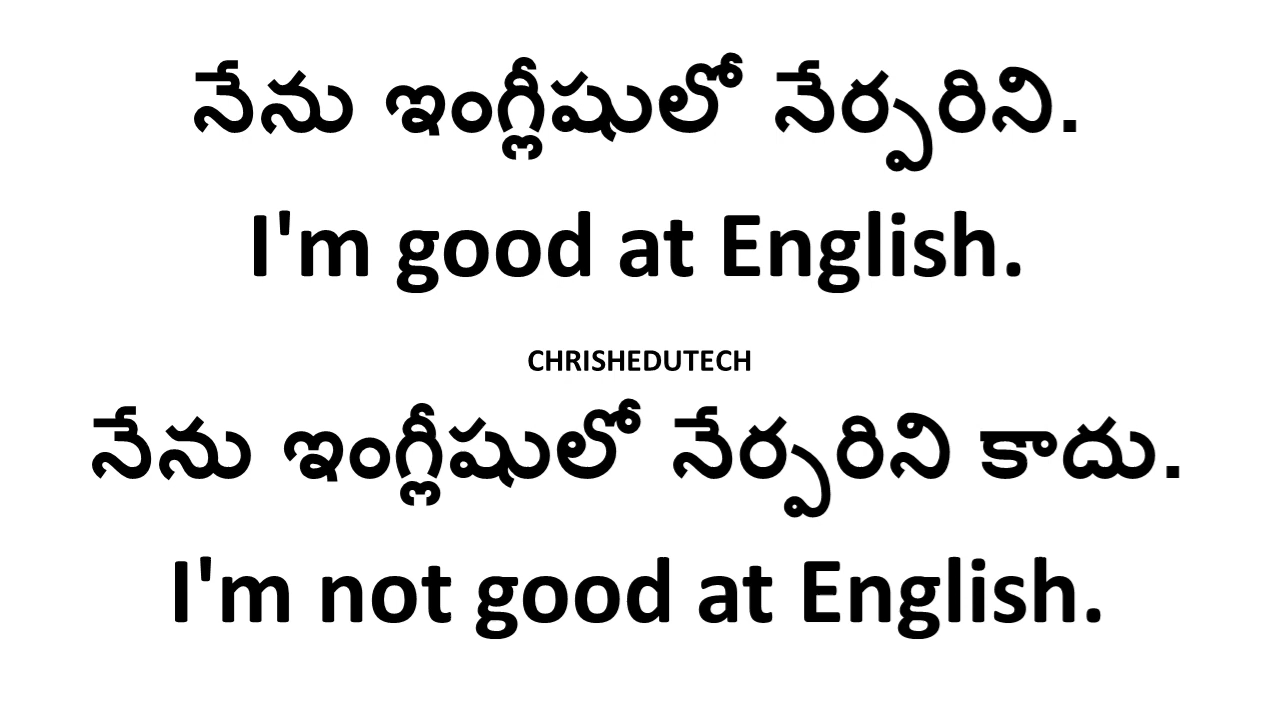 నేను ఇంగ్లీషులో నేర్పరిని.
I'm good at English.
CHRISHEDUTECH
నేను ఇంగ్లీషులో నేర్పరిని కాదు.
I'm not good at English.